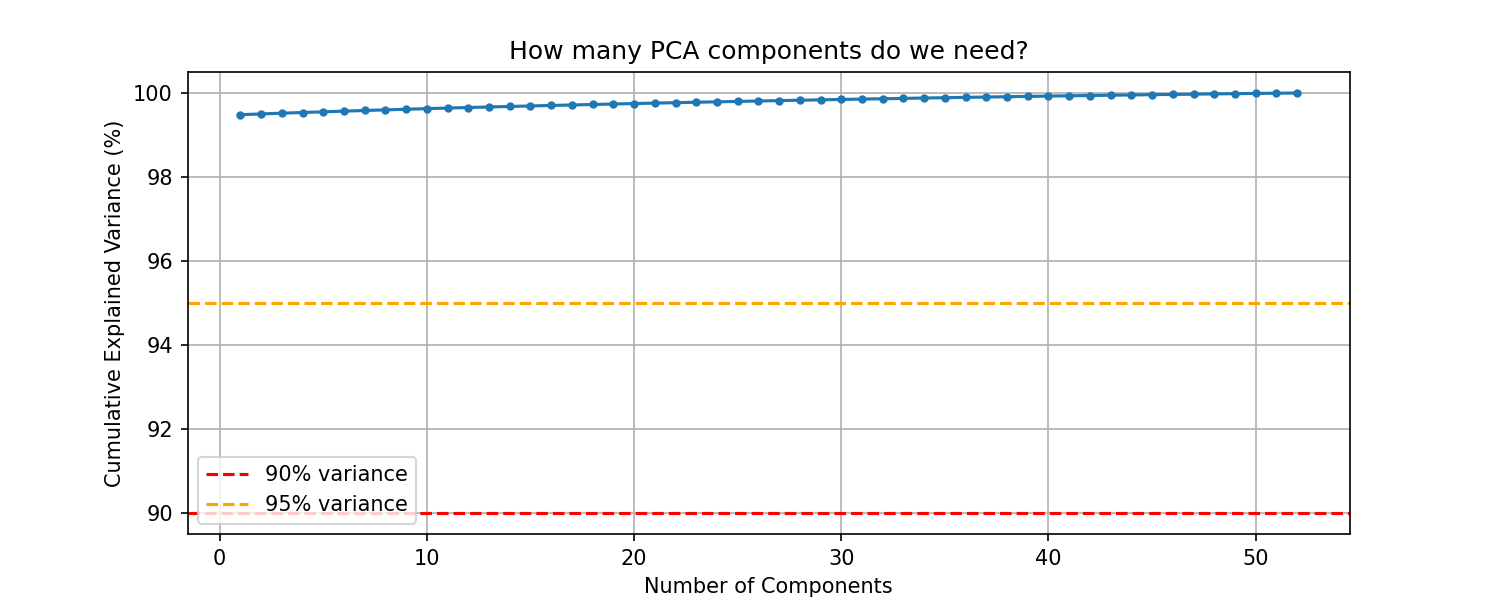 How many PCA components do we need?
Cumulative Explained Variance (%)
100
98
96
94
92
90
90% variance
95% variance
0 10 20 30 40 50
Number of Components